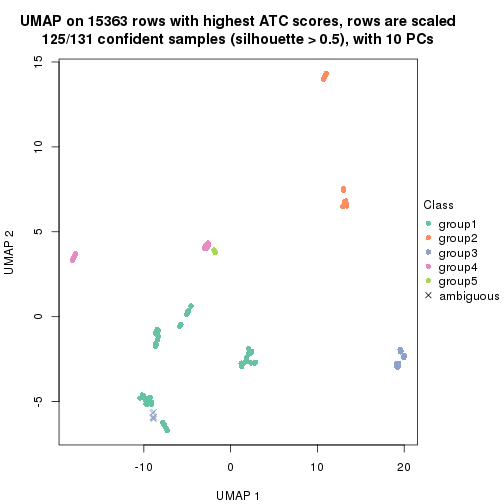 UMAP on 15363 rows with highest ATC scores, rows are scaled
125/131 confident samples (silhouette > 0.5), with 10 PCs
15
10
5
0
-5
UMAP 2
-10
0
10
20
UMAP 1
Class
group1
group2
group3
group4
group5
ambiguous